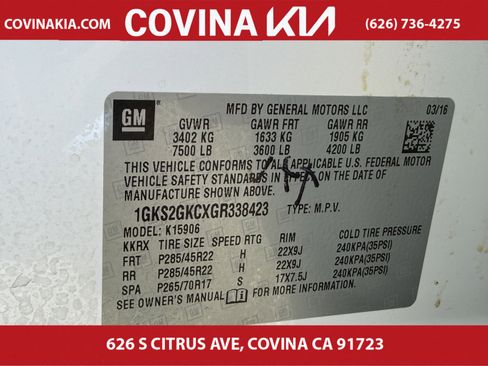 COVINAKIA.COM
COVINA KIA
(626) 736-4275
GM
MFD BY GENERAL MOTORS LLC
03/16
GVWR GAWR FRT GAWR RR
3402 KG 1633 KG 1905 KG
7500 LB 3600 LB 4200 LB
THIS VEHICLE CONFORMS TO ALL APPLICABLE U.S. FEDERAL MOTOR
VEHICLE SAFETY STANDARDS IN EFFECT ON THE DATE OF
MANUFACTURE SHOWN ABOVE.
1GKS2GKCXGR338423 TYPE: M.P.V.
MODEL: K15906
KKRX TIRE SIZE SPEED RTG RIM COLD TIRE PRESSURE
FRT P285/45R22 H 22X9J 240KPA(35PSI)
RR P285/45R22 H 22X9J 240KPA(35PSI)
SPA P265/70R17 S 17X7.5J 240KPA(35PSI)
SEE OWNER'S MANUAL FOR MORE INFORMATION.
626 S CITRUS AVE, COVINA CA 91723